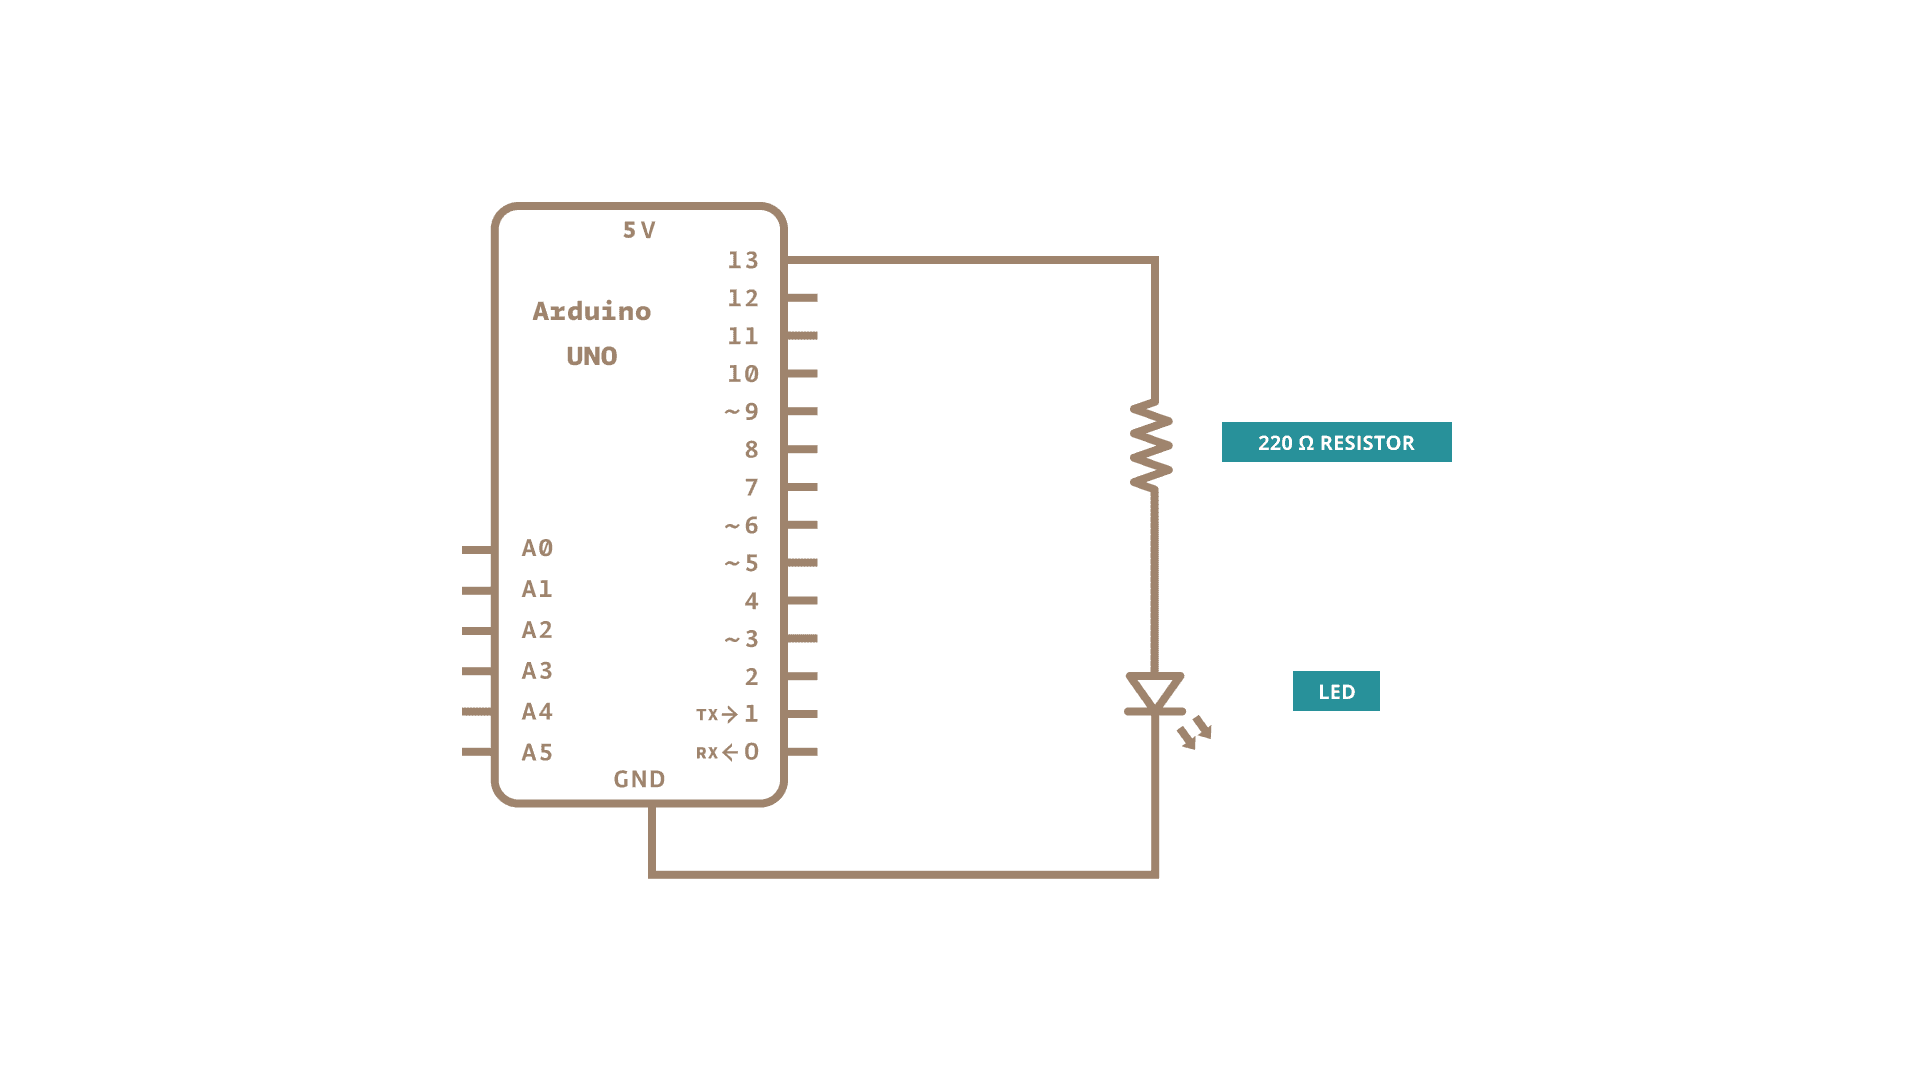 5V
13
12
Arduino
11
UNO
10
~9
8
7
~6
~5
4
~3
2
TX→1
RX←0
A0
A1
A2
A3
A4
A5
GND
220 Ω RESISTOR
LED